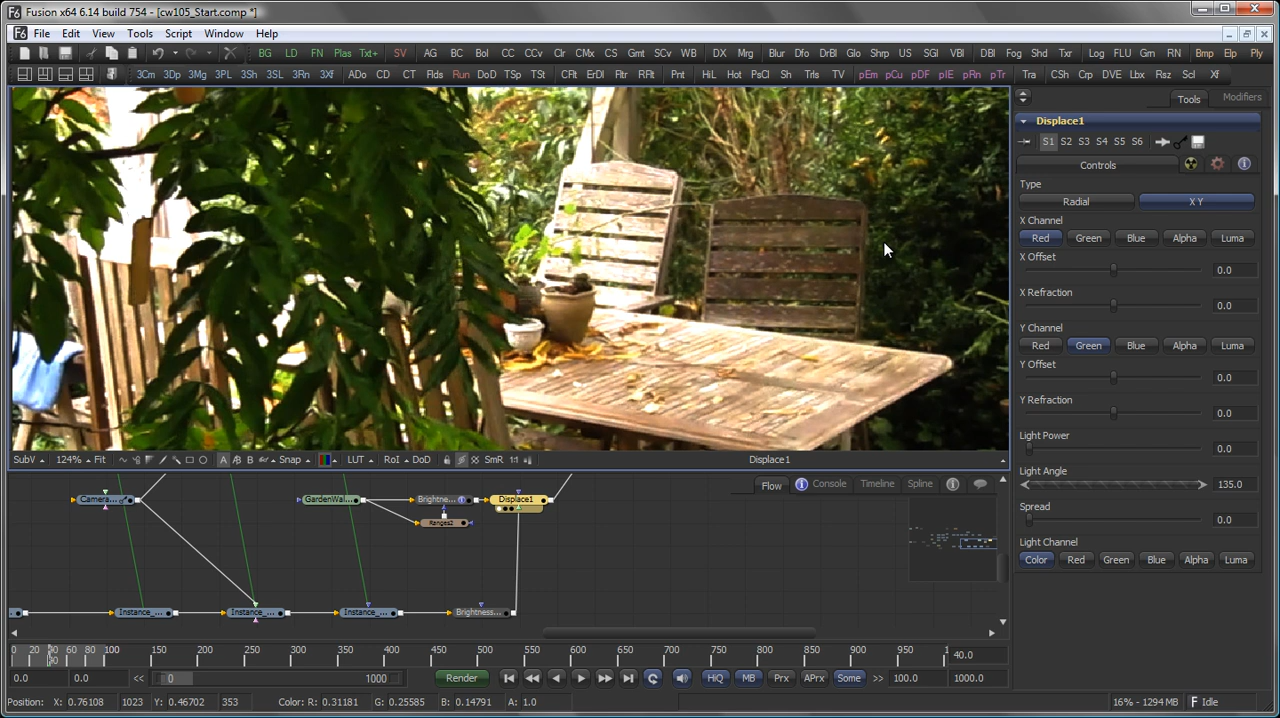 Fusion x64 6.14 build 754 - [cw105_Start.comp *]
File Edit View Tools Script Window Help
BG LD FN Plas Txt+ SV AG BC Bol CC CCv Clr CMx CS Gmt SCv WB DX Mrg Blur Dfo DrBl Glo Shrp US SGl VBl DBl Fog Shd Txr Log FLU Gm RN Bmp Elp Ply
3Cm 3Dp 3Mg 3PL 3Sh 3SL 3Rn 3Xf ADo CD CT Flds Run DoD TSp TSt CFlt ErDl Fltr RFlt Pnt HiL Hot PsCl Sh Trls TV pEm pCu pDF pIE pRn pTr Tra CSh Crp DVE Lbx Rsz Scl Xf
Tools Modifiers
Displace1
S1 S2 S3 S4 S5 S6
Controls
Type
Radial X Y
X Channel
Red Green Blue Alpha Luma
X Offset
0.0
X Refraction
0.0
Y Channel
Red Green Blue Alpha Luma
Y Offset
0.0
Y Refraction
0.0
Light Power
0.0
Light Angle
135.0
Spread
0.0
Light Channel
Color Red Green Blue Alpha Luma
SubV 124% Fit A B Snap LUT RoI DoD SmR 1:1 Displace1
Flow Console Timeline Spline
Camera... GardenWal... Brightne... Displace1
Ranges2
Instance_... Instance_... Instance_... Brightness...
0 20 40 60 80 100 150 200 250 300 350 400 450 500 550 600 650 700 750 800 850 900 950 1 40.0
0.0 0.0 << 0 1000 Render HiQ MB Prx APrx Some >> 100.0 1000.0
Position: X: 0.76108 1023 Y: 0.46702 353 Color: R: 0.31181 G: 0.25585 B: 0.14791 A: 1.0 16% - 1294 MB Idle